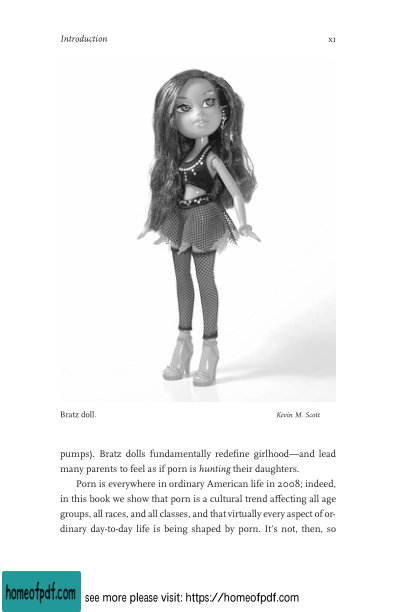 Introduction
XI
Bratz doll.
Kevin M. Scott
pumps). Bratz dolls fundamentally redefine girlhood—and lead
many parents to feel as if porn is hunting their daughters.
Porn is everywhere in ordinary American life in 2008; indeed,
in this book we show that porn is a cultural trend affecting all age
groups, all races, and all classes, and that virtually every aspect of or-
dinary day-to-day life is being shaped by porn. It's not, then, so
homeofpdf.com
see more please visit: https://homeofpdf.com